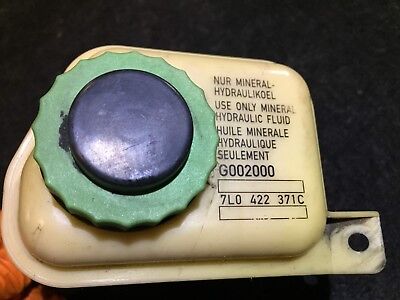 NUR MINERAL-
HYDRAULIKOEL
USE ONLY MINERAL
HYDRAULIC FLUID
HUILE MINERALE
HYDRAULIQUE
SEULEMENT
G002000
7L0 422 371C